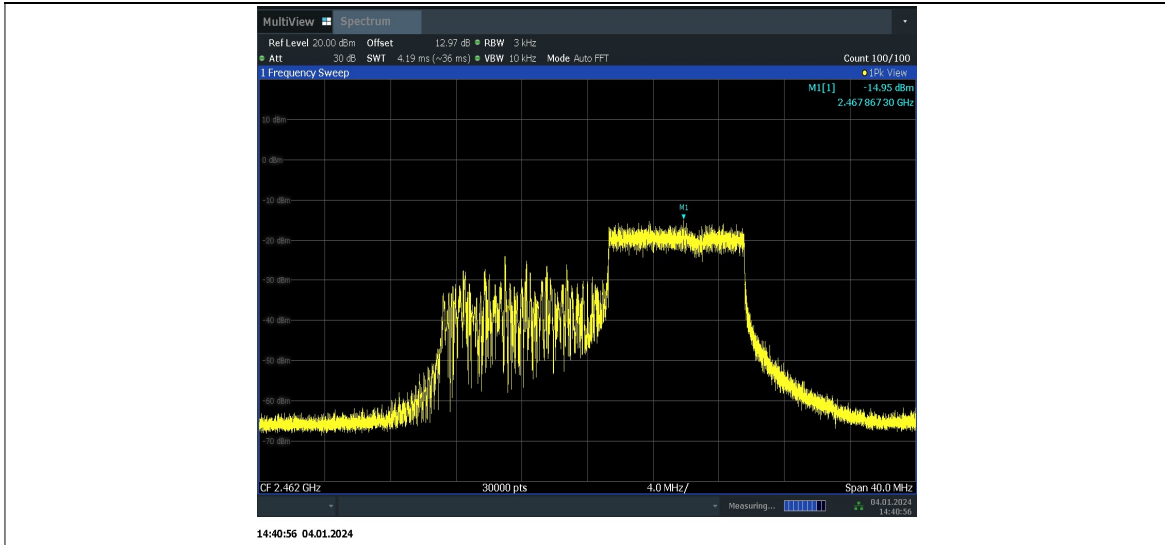 MultiView Spectrum
Ref Level 20.00 dBm Offset 12.97 dB RBW 3 kHz
Att 30 dB SWT 4.19 ms (~36 ms) VBW 10 kHz Mode Auto FFT Count 100/100
1 Frequency Sweep 1Pk View
M1[1] -14.95 dBm
2.467 867 30 GHz
10 dBm
0 dBm
-10 dBm
M1
-20 dBm
-30 dBm
-40 dBm
-50 dBm
-60 dBm
-70 dBm
CF 2.462 GHz 30000 pts 4.0 MHz/ Span 40.0 MHz
Measuring... 04.01.2024
14:40:56
14:40:56 04.01.2024